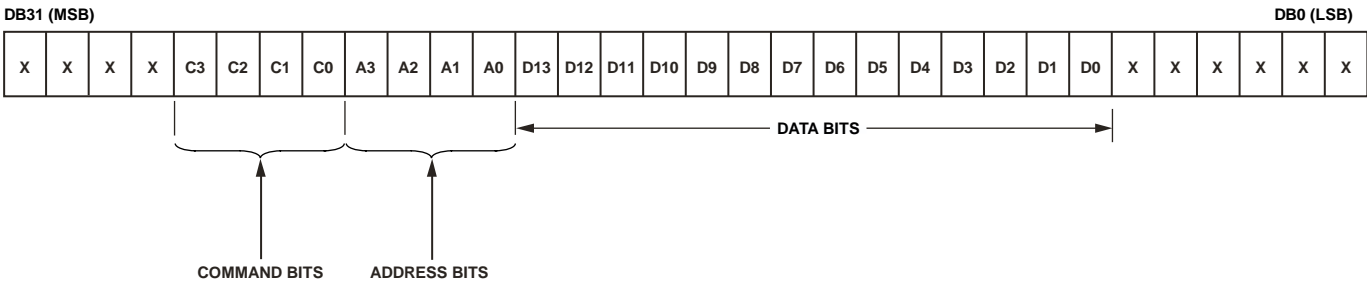 DB31 (MSB) DB0 (LSB)
X X X X C3 C2 C1 C0 A3 A2 A1 A0 D13 D12 D11 D10 D9 D8 D7 D6 D5 D4 D3 D2 D1 D0 X X X X X X
DATA BITS
COMMAND BITS ADDRESS BITS